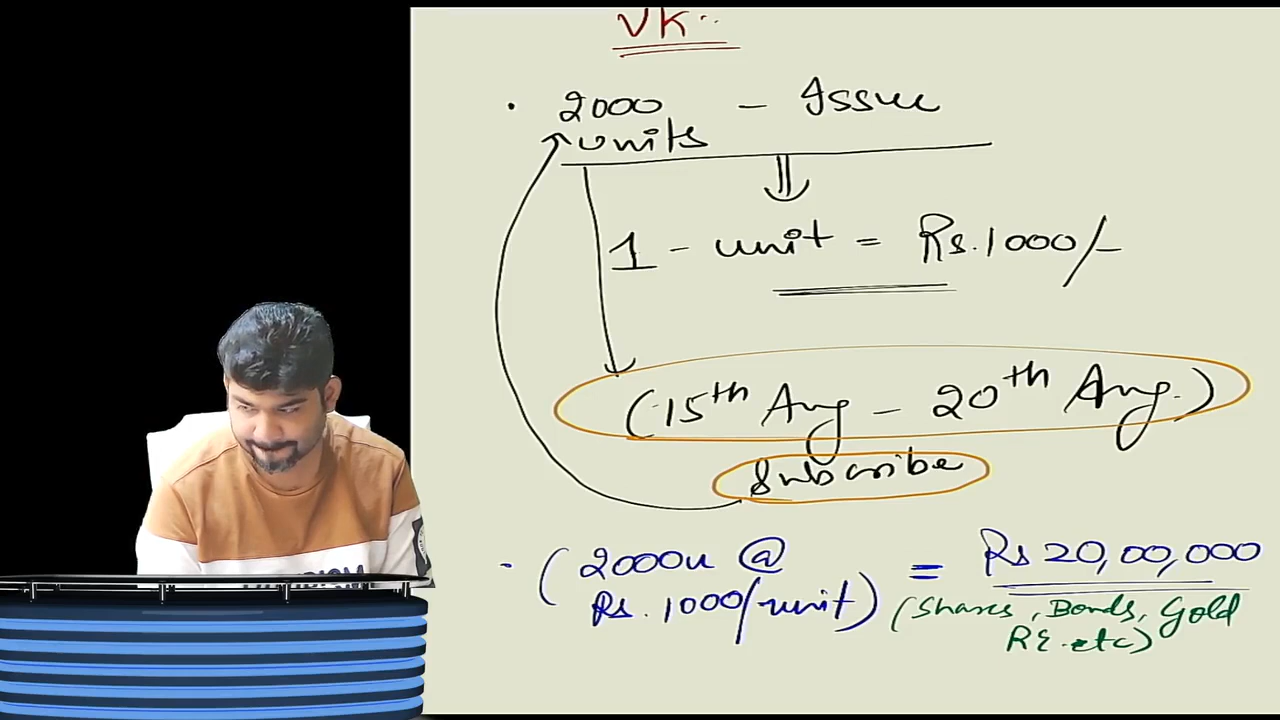 VK..
• 2000 - Issue
units
1 - unit = Rs.1000/-
(15th Aug - 20th Aug.)
Subscribe
• (2000u @ = Rs 20,00,000
Rs. 1000/unit) (Shares, Bonds, Gold
RE. etc)